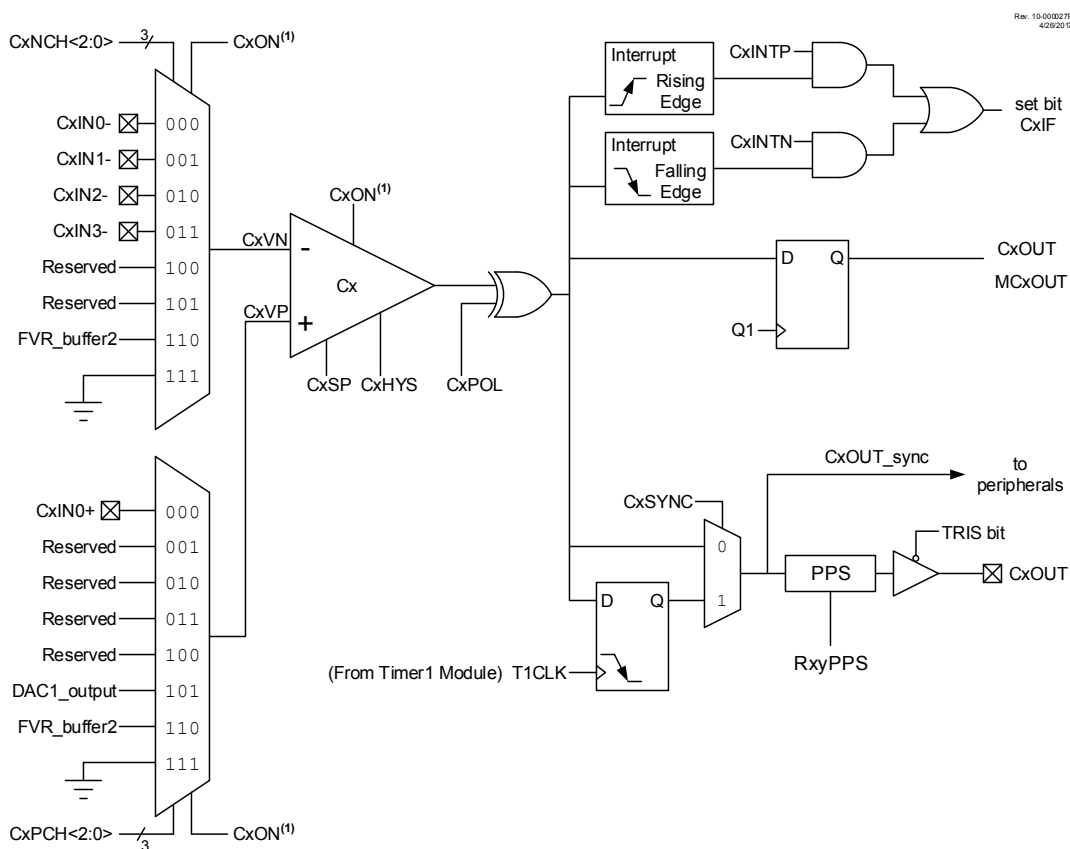 Rev. 10-000027
4/26/201
CxNCH<2:0>
3
CxON(1)
CxIN0-
000
CxIN1-
001
CxIN2-
010
CxIN3-
011
Reserved
100
Reserved
101
FVR_buffer2
110
111
CxVN
CxVP
CxON(1)
-
Cx
+
CxSP
CxHYS
CxPOL
Interrupt
Rising
Edge
CxINTP
Interrupt
Falling
Edge
CxINTN
set bit
CxIF
D
Q
Q1
CxOUT
MCxOUT
CxIN0+
000
Reserved
001
Reserved
010
Reserved
011
Reserved
100
DAC1_output
101
FVR_buffer2
110
111
CxPCH<2:0>
3
CxON(1)
CxOUT_sync
to
peripherals
CxSYNC
0
1
TRIS bit
PPS
CxOUT
RxyPPS
D
Q
(From Timer1 Module) T1CLK